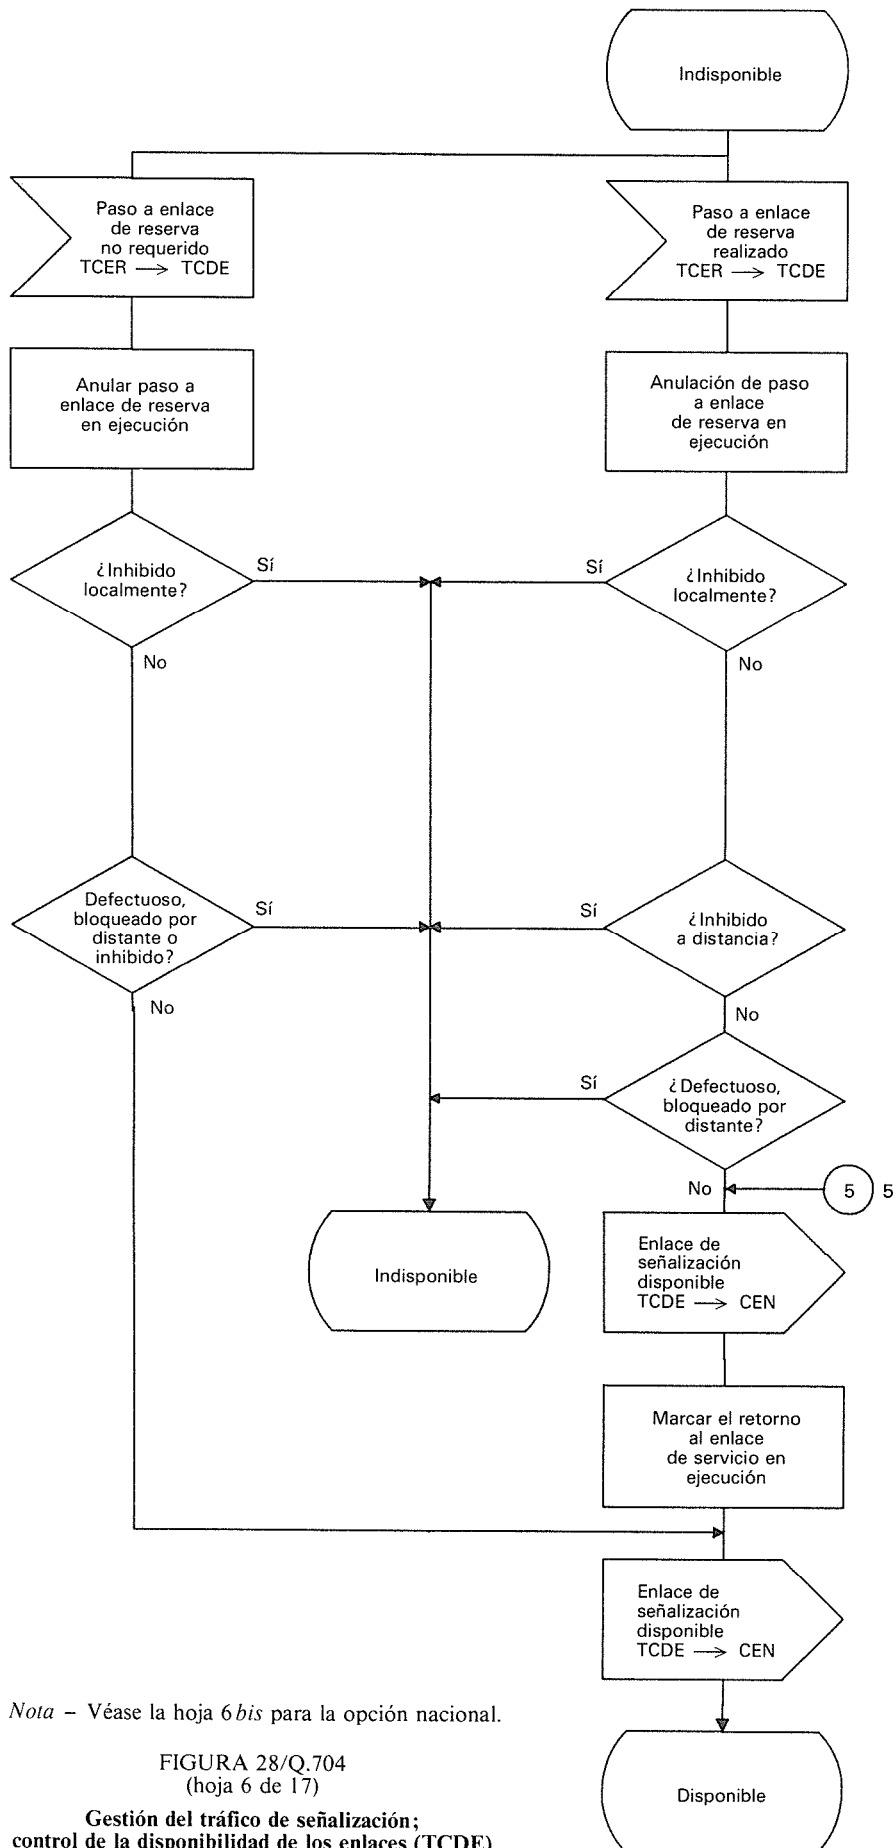 Indisponible
Paso a enlace
de reserva
no requerido
TCER → TCDE
Paso a enlace
de reserva
realizado
TCER → TCDE
Anular paso a
enlace de reserva
en ejecución
Anulación de paso
a enlace
de reserva en
ejecución
¿Inhibido
localmente?
Sí
No
Sí
¿Inhibido
localmente?
No
Defectuoso,
bloqueado por
distante o
inhibido?
Sí
No
Sí
¿Inhibido
a distancia?
No
Sí
¿Defectuoso,
bloqueado por
distante?
No
5
5
Indisponible
Enlace de
señalización
disponible
TCDE → CEN
Marcar el retorno
al enlace
de servicio en
ejecución
Enlace de
señalización
disponible
TCDE → CEN
Disponible
Nota – Véase la hoja 6 bis para la opción nacional.
FIGURA 28/Q.704
(hoja 6 de 17)
Gestión del tráfico de señalización;
control de la disponibilidad de los enlaces (TCDE)